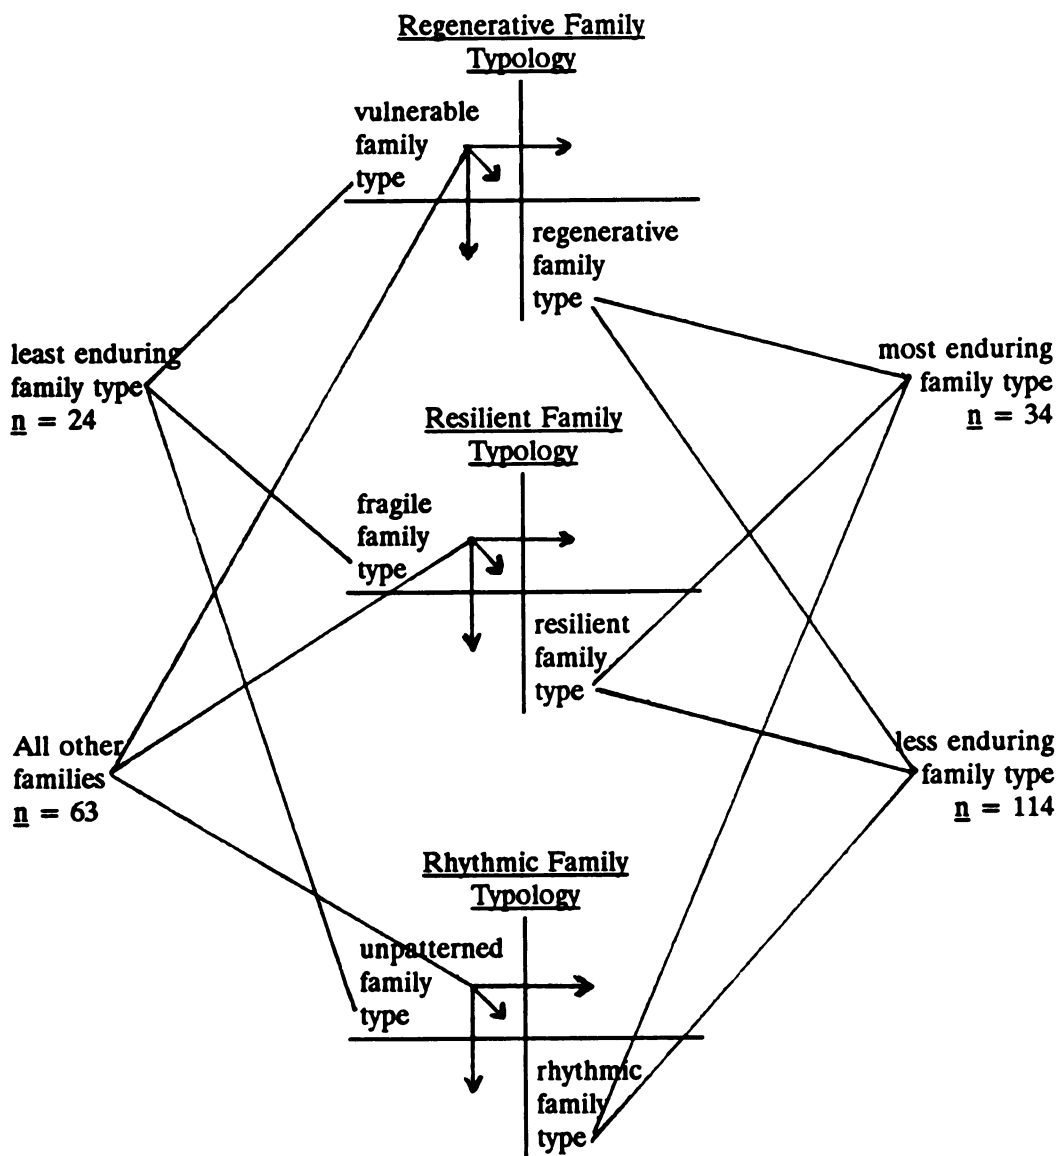 Regenerative Family
Typology
vulnerable
family
type
regenerative
family
type
least enduring
family type
n = 24
most enduring
family type
n = 34
Resilient Family
Typology
fragile
family
type
resilient
family
type
All other
families
n = 63
less enduring
family type
n = 114
Rhythmic Family
Typology
unpatterned
family
type
rhythmic
family
type